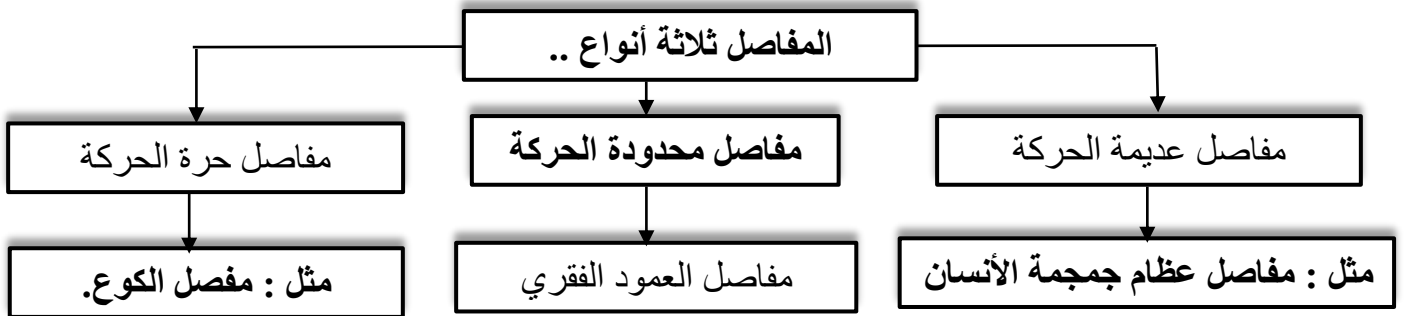 المفاصل ثلاثة أنواع ..
مفاصل عديمة الحركة
مفاصل محدودة الحركة
مفاصل حرة الحركة
مثل : مفاصل عظام جمجمة الأنسان
مفاصل العمود الفقري
مثل : مفصل الكوع.